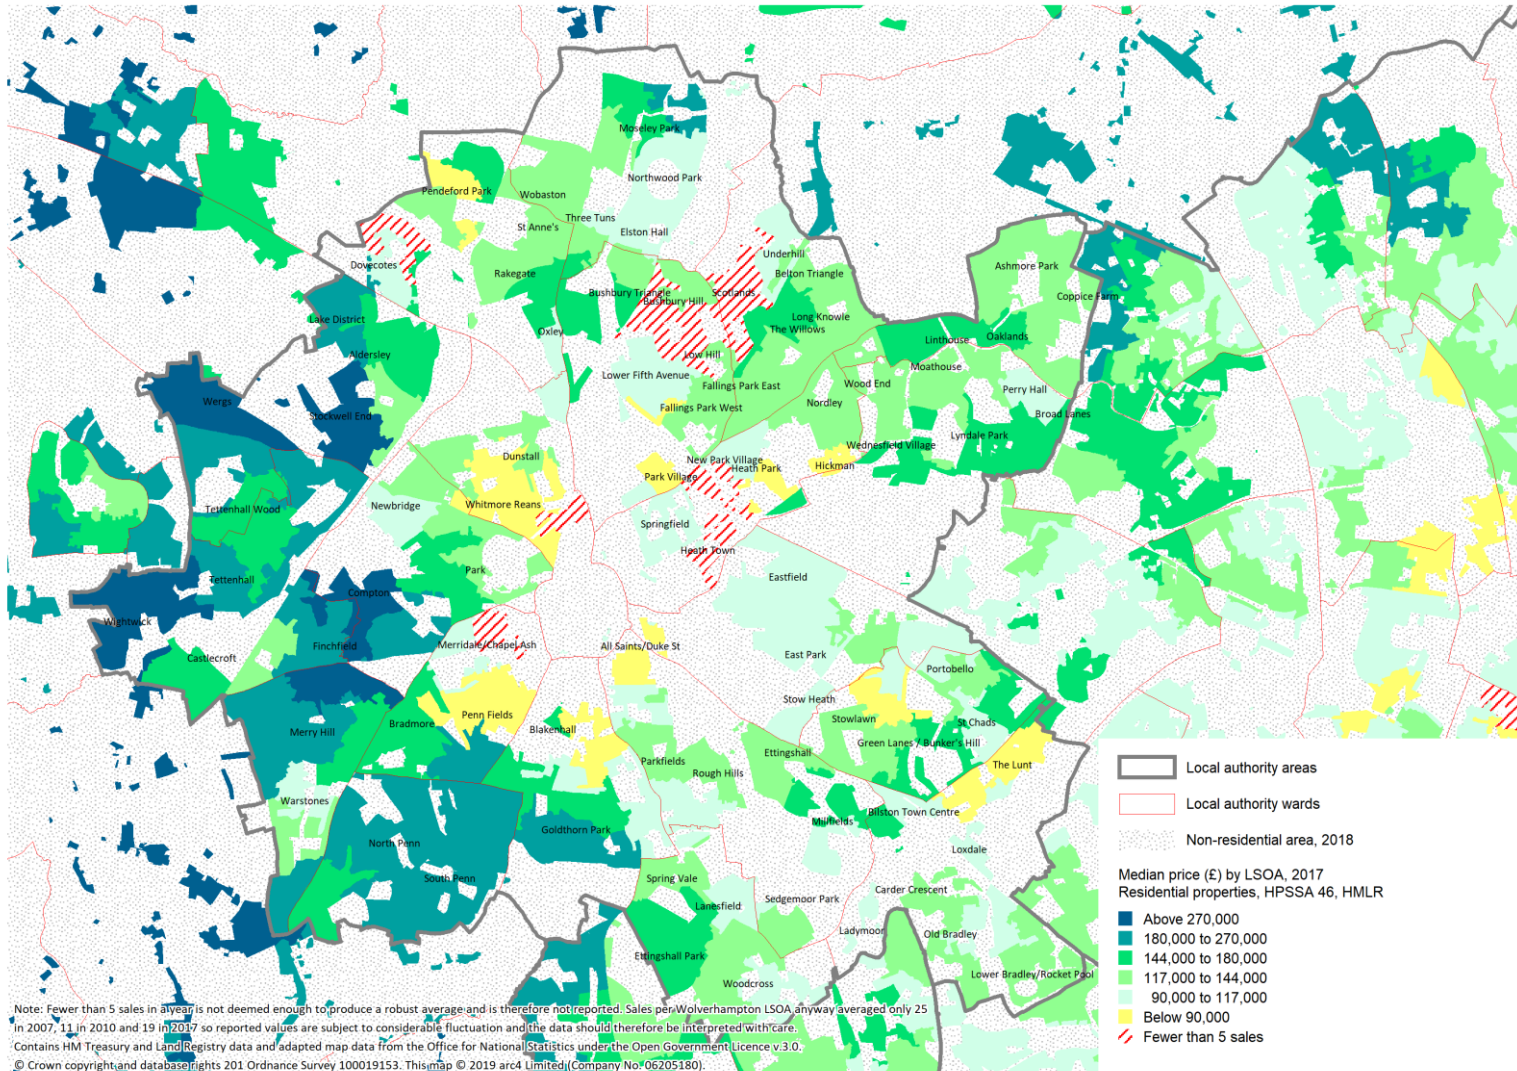 Moseley Park
Northwood Park
Pendeford Park
Wobaston
Three Tuns
St Anne's
Elston Hall
Underhill
Dovecotes
Rakegate
Belton Triangle
Ashmore Park
Bushbury Triangle
Scotlands
Bushbury Hill
Coppice Farm
Lake District
Long Knowle
Oxley
The Willows
Linthouse
Oaklands
Aldersley
Low Hill
Moathouse
Lower Fifth Avenue
Fallings Park East
Wood End
Perry Hall
Wergs
Fallings Park West
Nordley
Stockwell End
Broad Lanes
Lyndale Park
Wednesfield Village
Dunstall
New Park Village
Heath Park
Hickman
Park Village
Tettenhall Wood
Newbridge
Whitmore Reans
Springfield
Heath Town
Park
Eastfield
Tettenhall
Compton
Wightwick
Finchfield
Merridale/Chapel Ash
All Saints/Duke St
Castlecroft
East Park
Portobello
Stow Heath
Penn Fields
Stowlawn
St Chads
Bradmore
Merry Hill
Blakenhall
Green Lanes / Bunker's Hill
Ettingshall
Parkfields
The Lunt
Rough Hills
Warstones
Millfields
Bilston Town Centre
Goldthorn Park
North Penn
Loxdale
South Penn
Spring Vale
Carder Crescent
Sedgemoor Park
Lanesfield
Ladymoor
Old Bradley
Ettingshall Park
Lower Bradley/Rocket Pool
Woodcross
Local authority areas
Local authority wards
Non-residential area, 2018
Median price (£) by LSOA, 2017
Residential properties, HPSSA 46, HMLR
Above 270,000
180,000 to 270,000
144,000 to 180,000
117,000 to 144,000
90,000 to 117,000
Below 90,000
Fewer than 5 sales
Note: Fewer than 5 sales in a year is not deemed enough to produce a robust average and is therefore not reported. Sales per Wolverhampton LSOA anyway averaged only 25
in 2007, 11 in 2010 and 19 in 2017 so reported values are subject to considerable fluctuation and the data should therefore be interpreted with care.
Contains HM Treasury and Land Registry data and adapted map data from the Office for National Statistics under the Open Government Licence v.3.0.
© Crown copyright and database rights 201 Ordnance Survey 100019153. This map © 2019 arc4 Limited (Company No. 06205180).